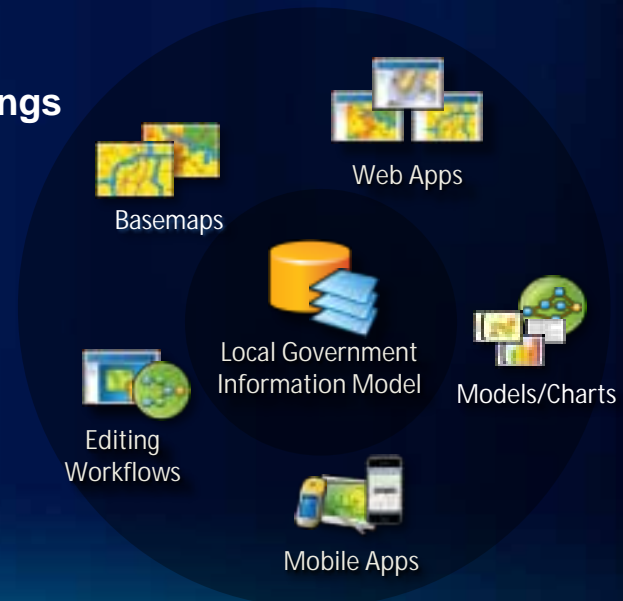 ngs
Web Apps
Basemaps
Local Government
Information Model
Models/Charts
Editing
Workflows
Mobile Apps